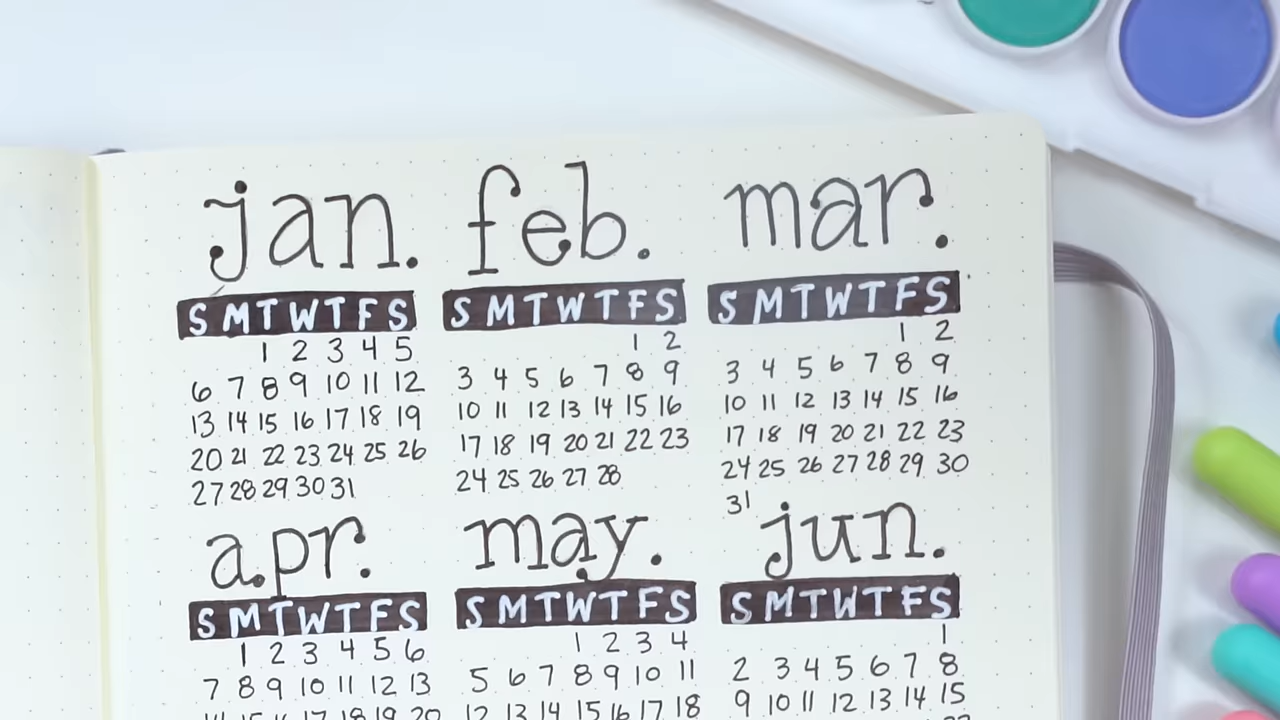 jan. feb. mar.
S M T W T F S S M T W T F S S M T W T F S
1 2 3 4 5 1 2 1 2
6 7 8 9 10 11 12 3 4 5 6 7 8 9 3 4 5 6 7 8 9
13 14 15 16 17 18 19 10 11 12 13 14 15 16 10 11 12 13 14 15 16
20 21 22 23 24 25 26 17 18 19 20 21 22 23 17 18 19 20 21 22 23
27 28 29 30 31 24 25 26 27 28 24 25 26 27 28 29 30
31
apr. may. jun.
S M T W T F S S M T W T F S S M T W T F S
1 2 3 4 5 6 1 2 3 4 1
7 8 9 10 11 12 13 5 6 7 8 9 10 11 2 3 4 5 6 7 8
17 18 19 20 12 13 14 15 16 17 18 9 10 11 12 13 14 15